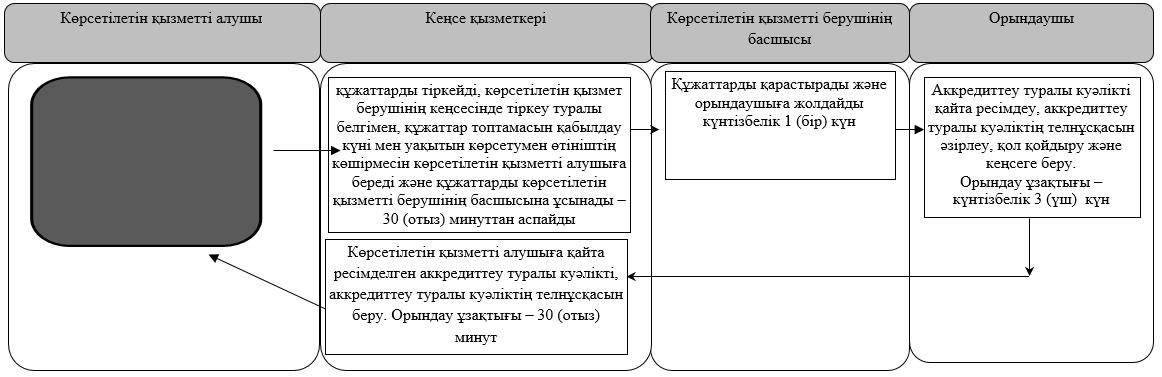 Көрсетілетін қызметті алушы
Кеңсе қызметкері
Көрсетілетін қызметті берушінің
басшысы
Орындаушы
құжаттарды тіркейді, көрсетілетін қызмет
берушінің кеңсесінде тіркеу туралы
белгімен, құжаттар топтамасын қабылдау
күні мен уақытын көрсетумен өтініштің
көшірмесін көрсетілетін қызметті алушыға
береді және құжаттарды көрсетілетін
қызметті берушінің басшысына ұсынады –
30 (отыз) минуттан аспайды
Құжаттарды қарастырады және
орындаушыға жолдайды
күнтізбелік 1 (бір) күн
Аккредиттеу туралы куәлікті
қайта ресімдеу, аккредиттеу
туралы куәліктің телнұсқасын
әзірлеу, қол қойдыру және
кеңсеге беру.
Орындау ұзақтығы –
күнтізбелік 3 (үш) күн
Көрсетілетін қызметті алушыға қайта
ресімделген аккредиттеу туралы куәлікті,
аккредиттеу туралы куәліктің телнұсқасын
беру. Орындау ұзақтығы – 30 (отыз)
минут